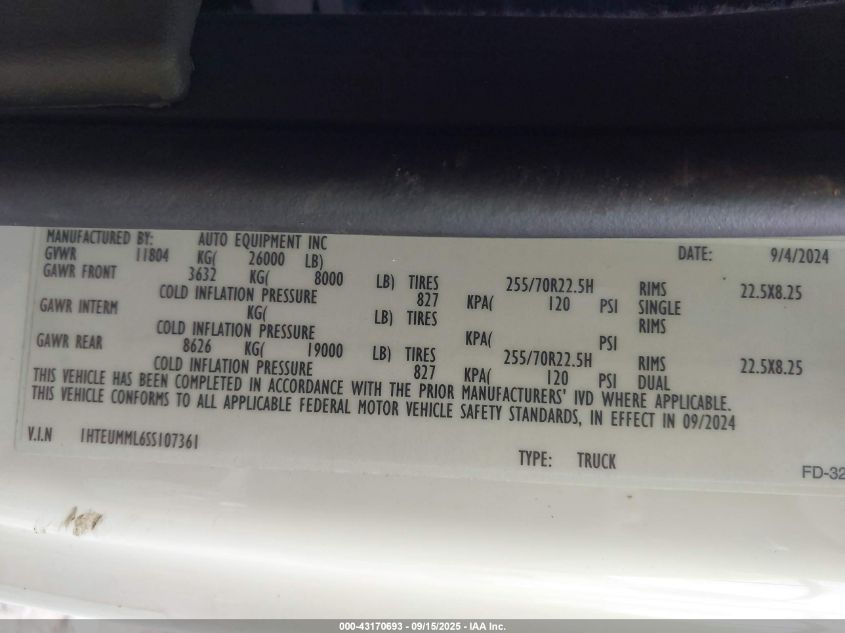 MANUFACTURED BY: AUTO EQUIPMENT INC DATE: 9/4/2024
GVWR 11804 KG( 26000 LB)
GAWR FRONT 3632 KG( 8000 LB) TIRES 255/70R22.5H RIMS 22.5X8.25
COLD INFLATION PRESSURE 827 KPA( 120 PSI SINGLE
GAWR INTERM KG( LB) TIRES RIMS
COLD INFLATION PRESSURE KPA( PSI
GAWR REAR 8626 KG( 19000 LB) TIRES 255/70R22.5H RIMS 22.5X8.25
COLD INFLATION PRESSURE 827 KPA( 120 PSI DUAL
THIS VEHICLE HAS BEEN COMPLETED IN ACCORDANCE WITH THE PRIOR MANUFACTURERS' IVD WHERE APPLICABLE.
THIS VEHICLE CONFORMS TO ALL APPLICABLE FEDERAL MOTOR VEHICLE SAFETY STANDARDS, IN EFFECT IN 09/2024
V.I.N 1HTEUMML6SS107361
TYPE: TRUCK
FD-32
000-43170693 - 09/15/2025 - IAA Inc.